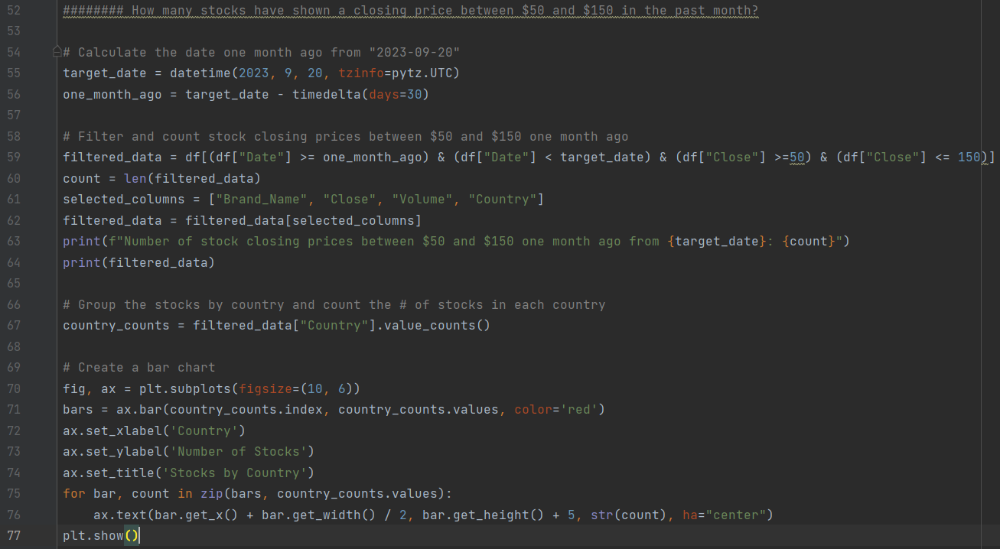 52 ######## How many stocks have shown a closing price between $50 and $150 in the past month?
53
54 # Calculate the date one month ago from "2023-09-20"
55 target_date = datetime(2023, 9, 20, tzinfo=pytz.UTC)
56 one_month_ago = target_date - timedelta(days=30)
57
58 # Filter and count stock closing prices between $50 and $150 one month ago
59 filtered_data = df[(df["Date"] >= one_month_ago) & (df["Date"] < target_date) & (df["Close"] >=50) & (df["Close"] <= 150)]
60 count = len(filtered_data)
61 selected_columns = ["Brand_Name", "Close", "Volume", "Country"]
62 filtered_data = filtered_data[selected_columns]
63 print(f"Number of stock closing prices between $50 and $150 one month ago from {target_date}: {count}")
64 print(filtered_data)
65
66 # Group the stocks by country and count the # of stocks in each country
67 country_counts = filtered_data["Country"].value_counts()
68
69 # Create a bar chart
70 fig, ax = plt.subplots(figsize=(10, 6))
71 bars = ax.bar(country_counts.index, country_counts.values, color='red')
72 ax.set_xlabel('Country')
73 ax.set_ylabel('Number of Stocks')
74 ax.set_title('Stocks by Country')
75 for bar, count in zip(bars, country_counts.values):
76     ax.text(bar.get_x() + bar.get_width() / 2, bar.get_height() + 5, str(count), ha="center")
77 plt.show()